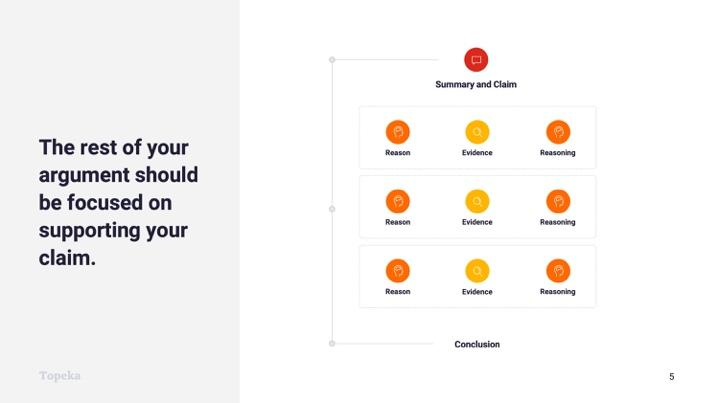 The rest of your
argument should
be focused on
supporting your
claim.
Topeka
Summary and Claim
Reason Evidence Reasoning
Reason Evidence Reasoning
Reason Evidence Reasoning
Conclusion
5